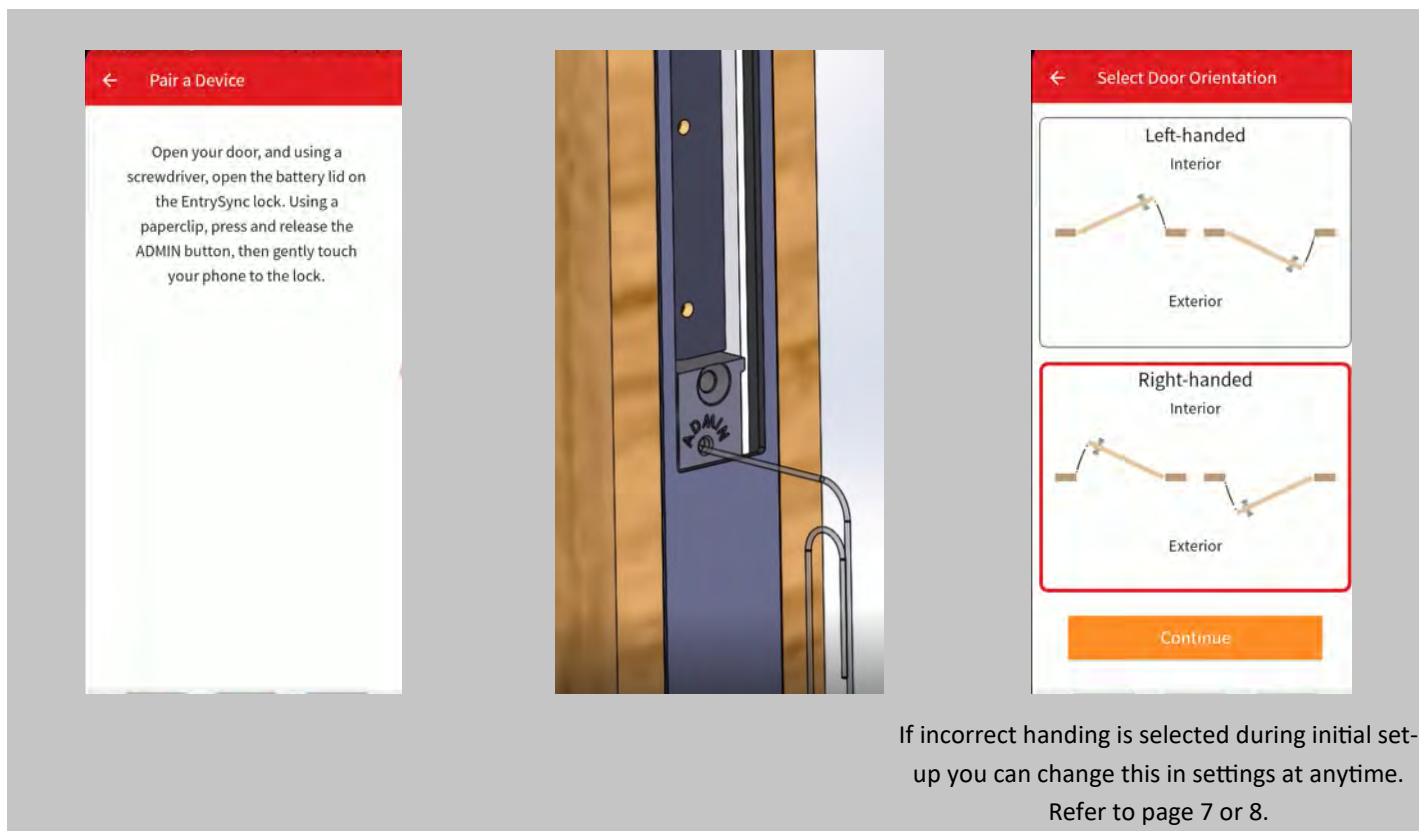 Pair a Device
Open your door, and using a
screwdriver, open the battery lid on
the EntrySync lock. Using a
paperclip, press and release the
ADMIN button, then gently touch
your phone to the lock.
ADMIN
Select Door Orientation
Left-handed
Interior
Exterior
Right-handed
Interior
Exterior
Continue
If incorrect handing is selected during initial set-
up you can change this in settings at anytime.
Refer to page 7 or 8.